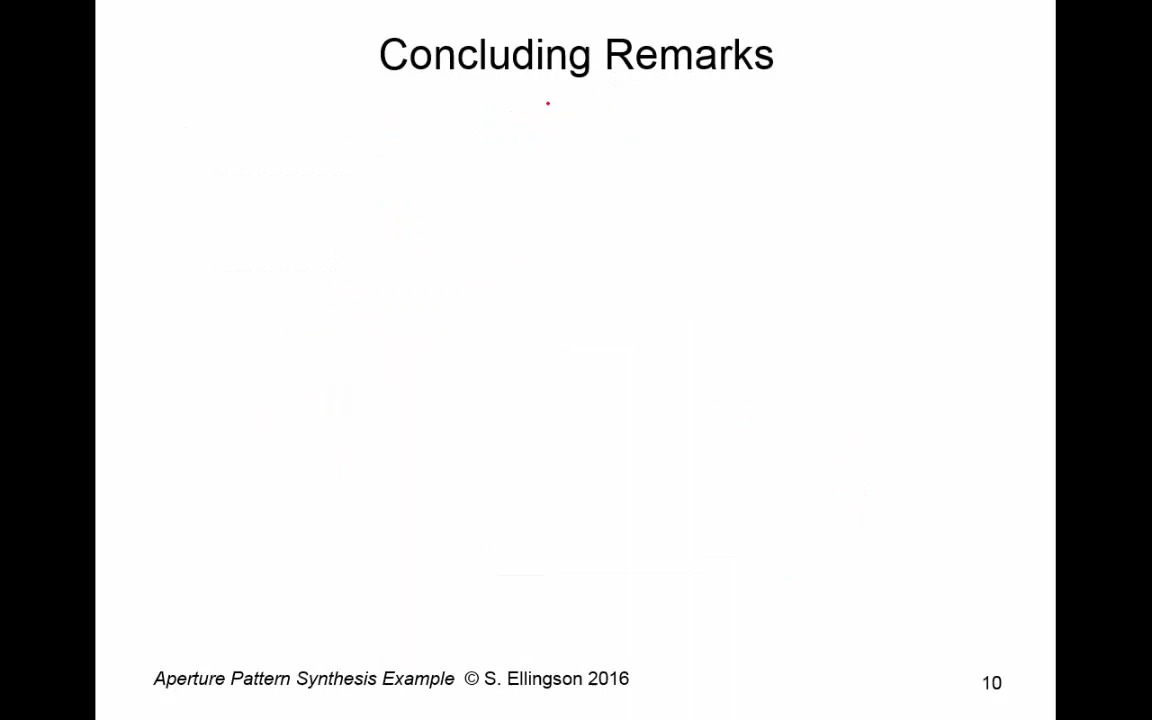 Concluding Remarks
Aperture Pattern Synthesis Example © S. Ellingson 2016
10